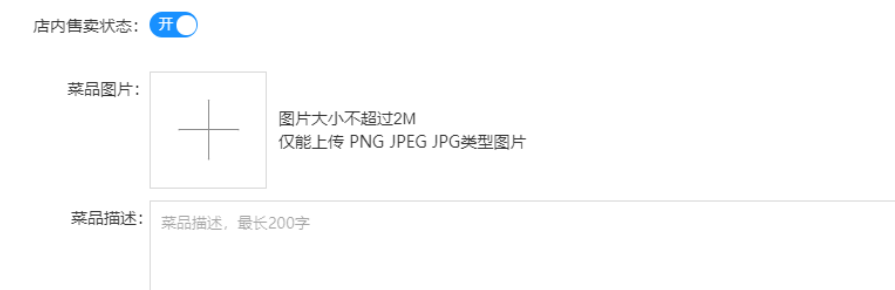 店内售卖状态：开
菜品图片：
图片大小不超过2M
仅能上传 PNG JPEG JPG类型图片
菜品描述：
菜品描述，最长200字